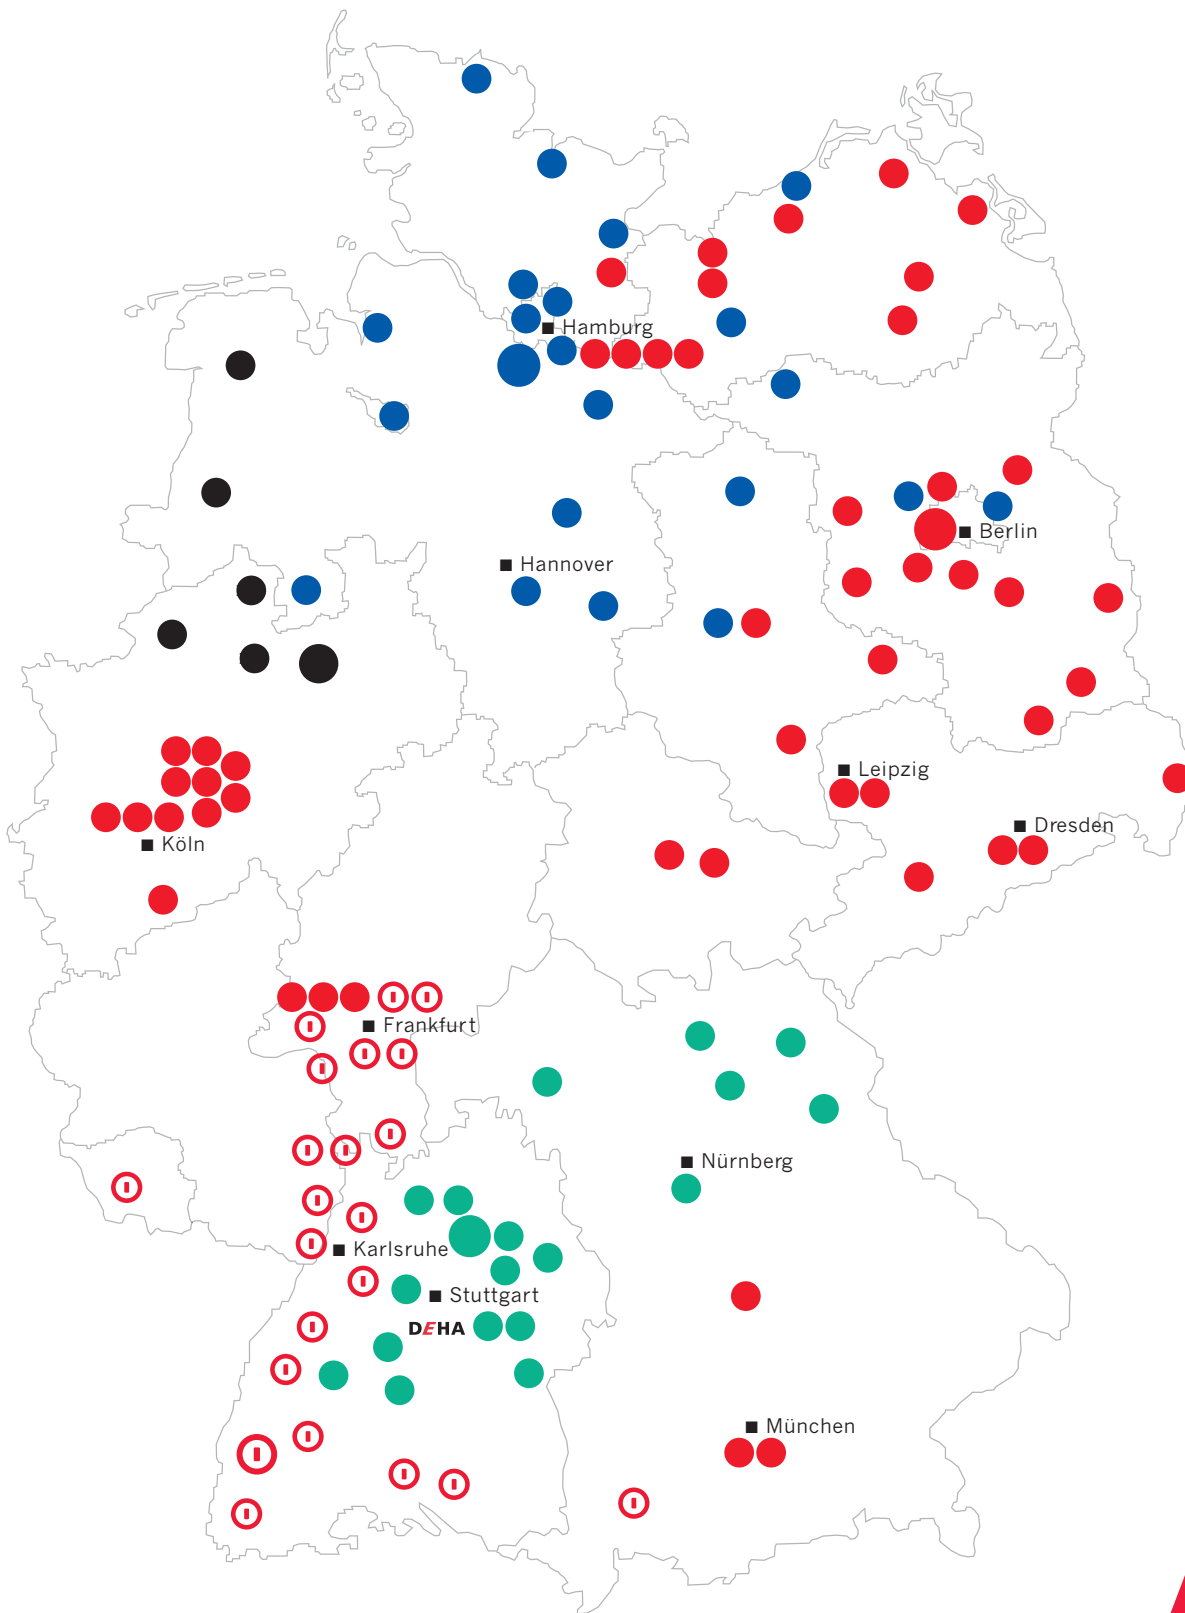 Hamburg
Berlin
Hannover
Leipzig
Dresden
Köln
Frankfurt
Nürnberg
Karlsruhe
Stuttgart
DEHA
München